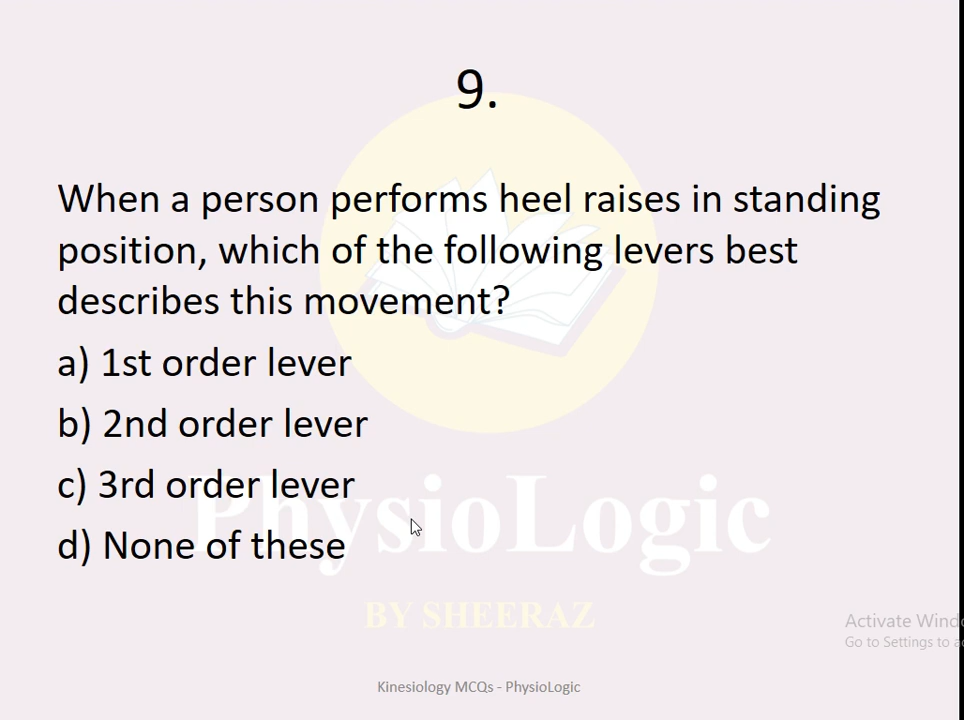 9.
When a person performs heel raises in standing
position, which of the following levers best
describes this movement?
a) 1st order lever
b) 2nd order lever
c) 3rd order lever
d) None of these
PhysioLogic
BY SHEERAZ
Activate Wind
Go to Settings to a
Kinesiology MCQs - PhysioLogic